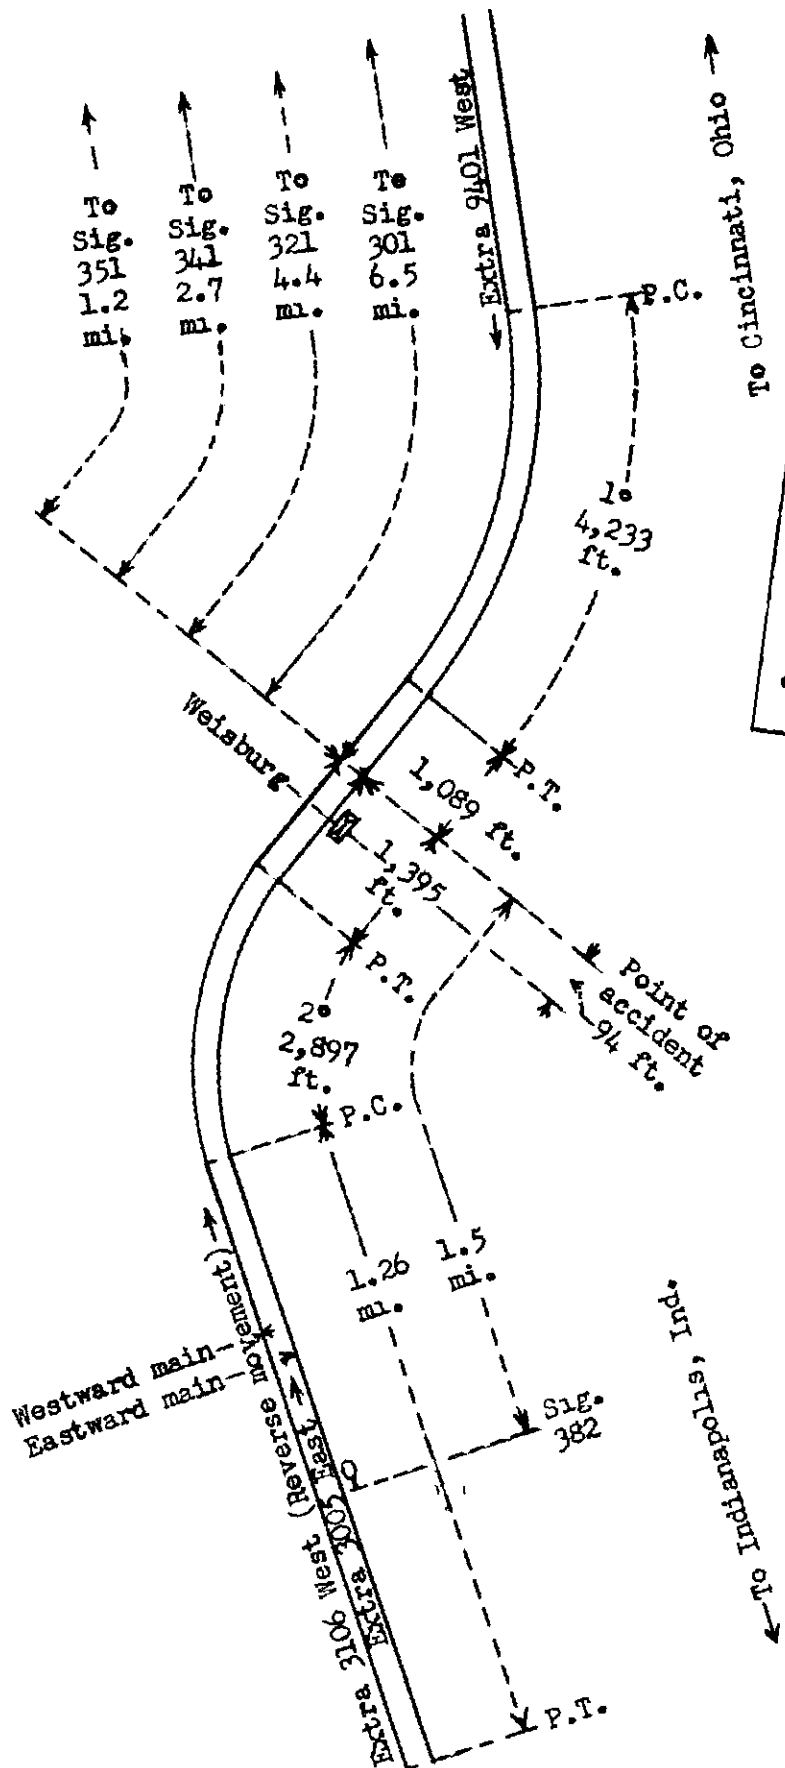 To
Sig.
351
1.2
mi.
To
Sig.
341
2.7
mi.
To
Sig.
321
4.4
mi.
To
Sig.
301
6.5
mi.
←Extra 9401 West
To Cincinnati, Ohio →
P.C.
1°
4,233
ft.
Weisburg
P.T.
1,089 ft.
1,395
ft.
P.T.
Point of
accident
94 ft.
2°
2,897
ft.
P.C.
1.26
mi.
1.5
mi.
Westward main
Eastward main
Extra 3106 West (Reverse movement)→
Extra 3005 East →
Sig.
382
←To Indianapolis, Ind.
P.T.